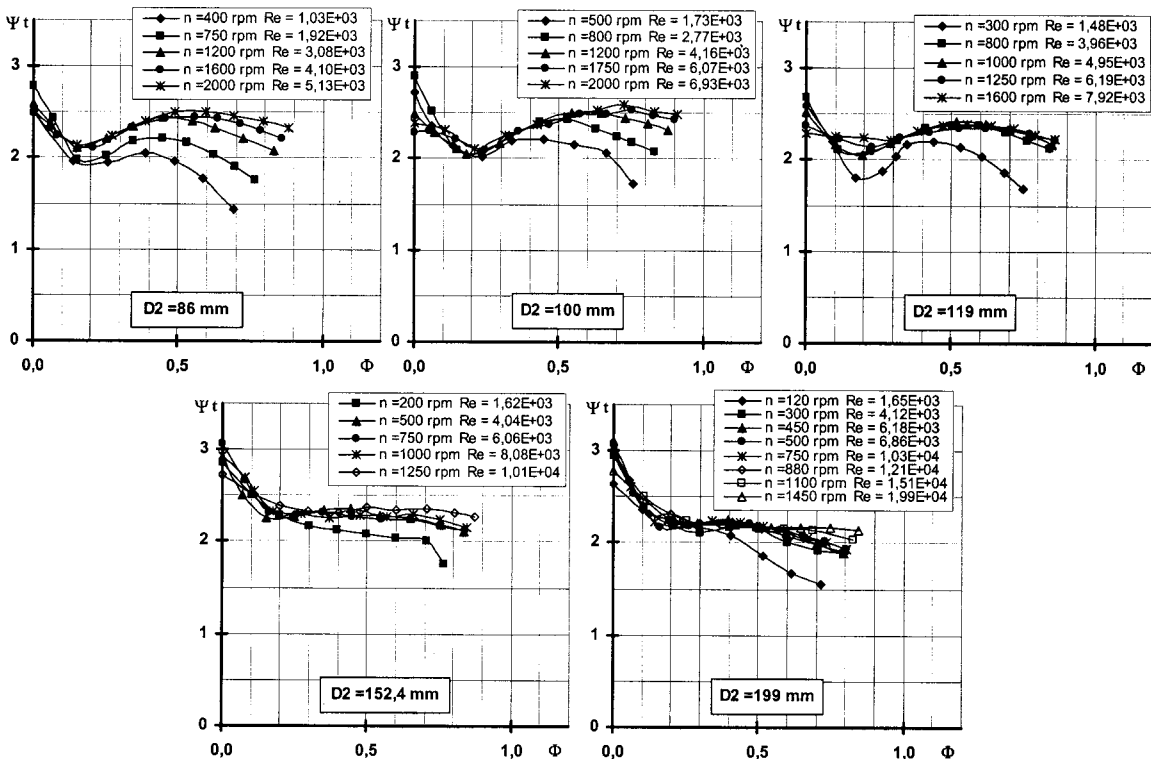 Ψt
n =400 rpm Re = 1,03E+03
n =750 rpm Re = 1,92E+03
n =1200 rpm Re = 3,08E+03
n =1600 rpm Re = 4,10E+03
n =2000 rpm Re = 5,13E+03
3
2
1
0
D2 =86 mm
0,0
0,5
1,0
Φ
Ψt
n =500 rpm Re = 1,73E+03
n =800 rpm Re = 2,77E+03
n =1200 rpm Re = 4,16E+03
n =1750 rpm Re = 6,07E+03
n =2000 rpm Re = 6,93E+03
3
2
1
0
D2 =100 mm
0,0
0,5
1,0
Φ
Ψt
n =300 rpm Re = 1,48E+03
n =800 rpm Re = 3,96E+03
n =1000 rpm Re = 4,95E+03
n =1250 rpm Re = 6,19E+03
n =1600 rpm Re = 7,92E+03
3
2
1
0
D2 =119 mm
0,0
0,5
1,0
Φ
Ψt
n =200 rpm Re = 1,62E+03
n =500 rpm Re = 4,04E+03
n =750 rpm Re = 6,06E+03
n =1000 rpm Re = 8,08E+03
n =1250 rpm Re = 1,01E+04
3
2
1
0
D2 =152,4 mm
0,0
0,5
1,0
Φ
Ψt
n =120 rpm Re = 1,65E+03
n =300 rpm Re = 4,12E+03
n =450 rpm Re = 6,18E+03
n =500 rpm Re = 6,86E+03
n =750 rpm Re = 1,03E+04
n =880 rpm Re = 1,21E+04
n =1100 rpm Re = 1,51E+04
n =1450 rpm Re = 1,99E+04
3
2
1
0
D2 =199 mm
0,0
0,5
1,0
Φ